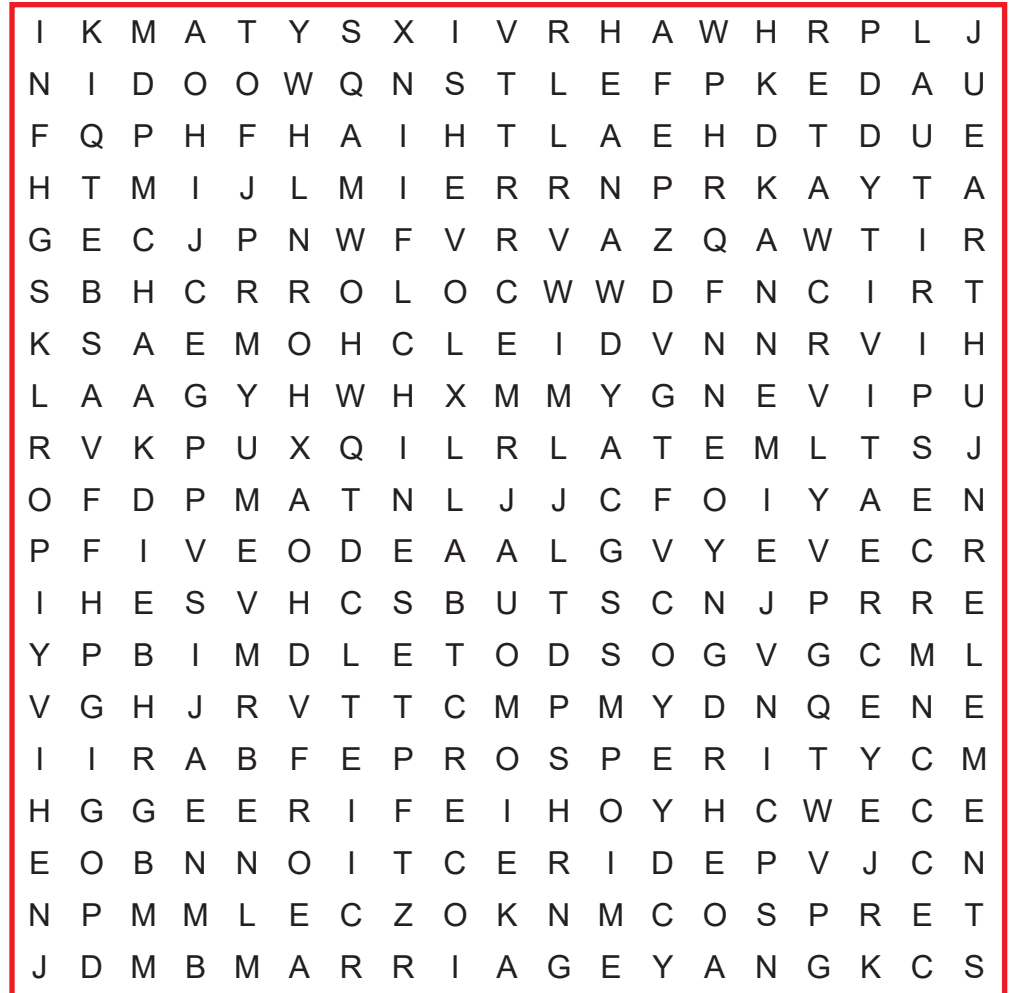 I K M A T Y S X I V R H A W H R P L J
N I D O O W Q N S T L E F P K E D A U
F Q P H F H A I H T L A E H D T D U E
H T M I J L M I E R R N P R K A Y T A
G E C J P N W F V R V A Z Q A W T I R
S B H C R R O L O C W W D F N C I R T
K S A E M O H C L E I D V N N R V I H
L A A G Y H W H X M M Y G N E V I P U
R V K P U X Q I L R L A T E M L T S J
O F D P M A T N L J J C F O I Y A E N
P F I V E O D E A A L G V Y E V E C R
I H E S V H C S B U T S C N J P R R E
Y P B I M D L E T O D S O G V G C M L
V G H J R V T T C M P M Y D N Q E N E
I I R A B F E P R O S P E R I T Y C M
H G G E E R I F E I H O Y H C W E C E
E O B N N O I T C E R I D E P V J C N
N P M M L E C Z O K N M C O S P R E T
J D M B M A R R I A G E Y A N G K C S